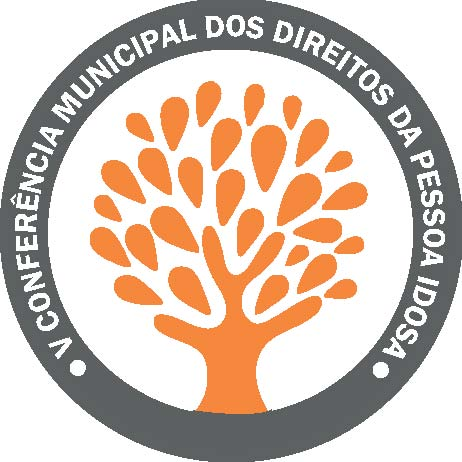 V CONFERÊNCIA MUNICIPAL DOS DIREITOS DA PESSOA IDOSA